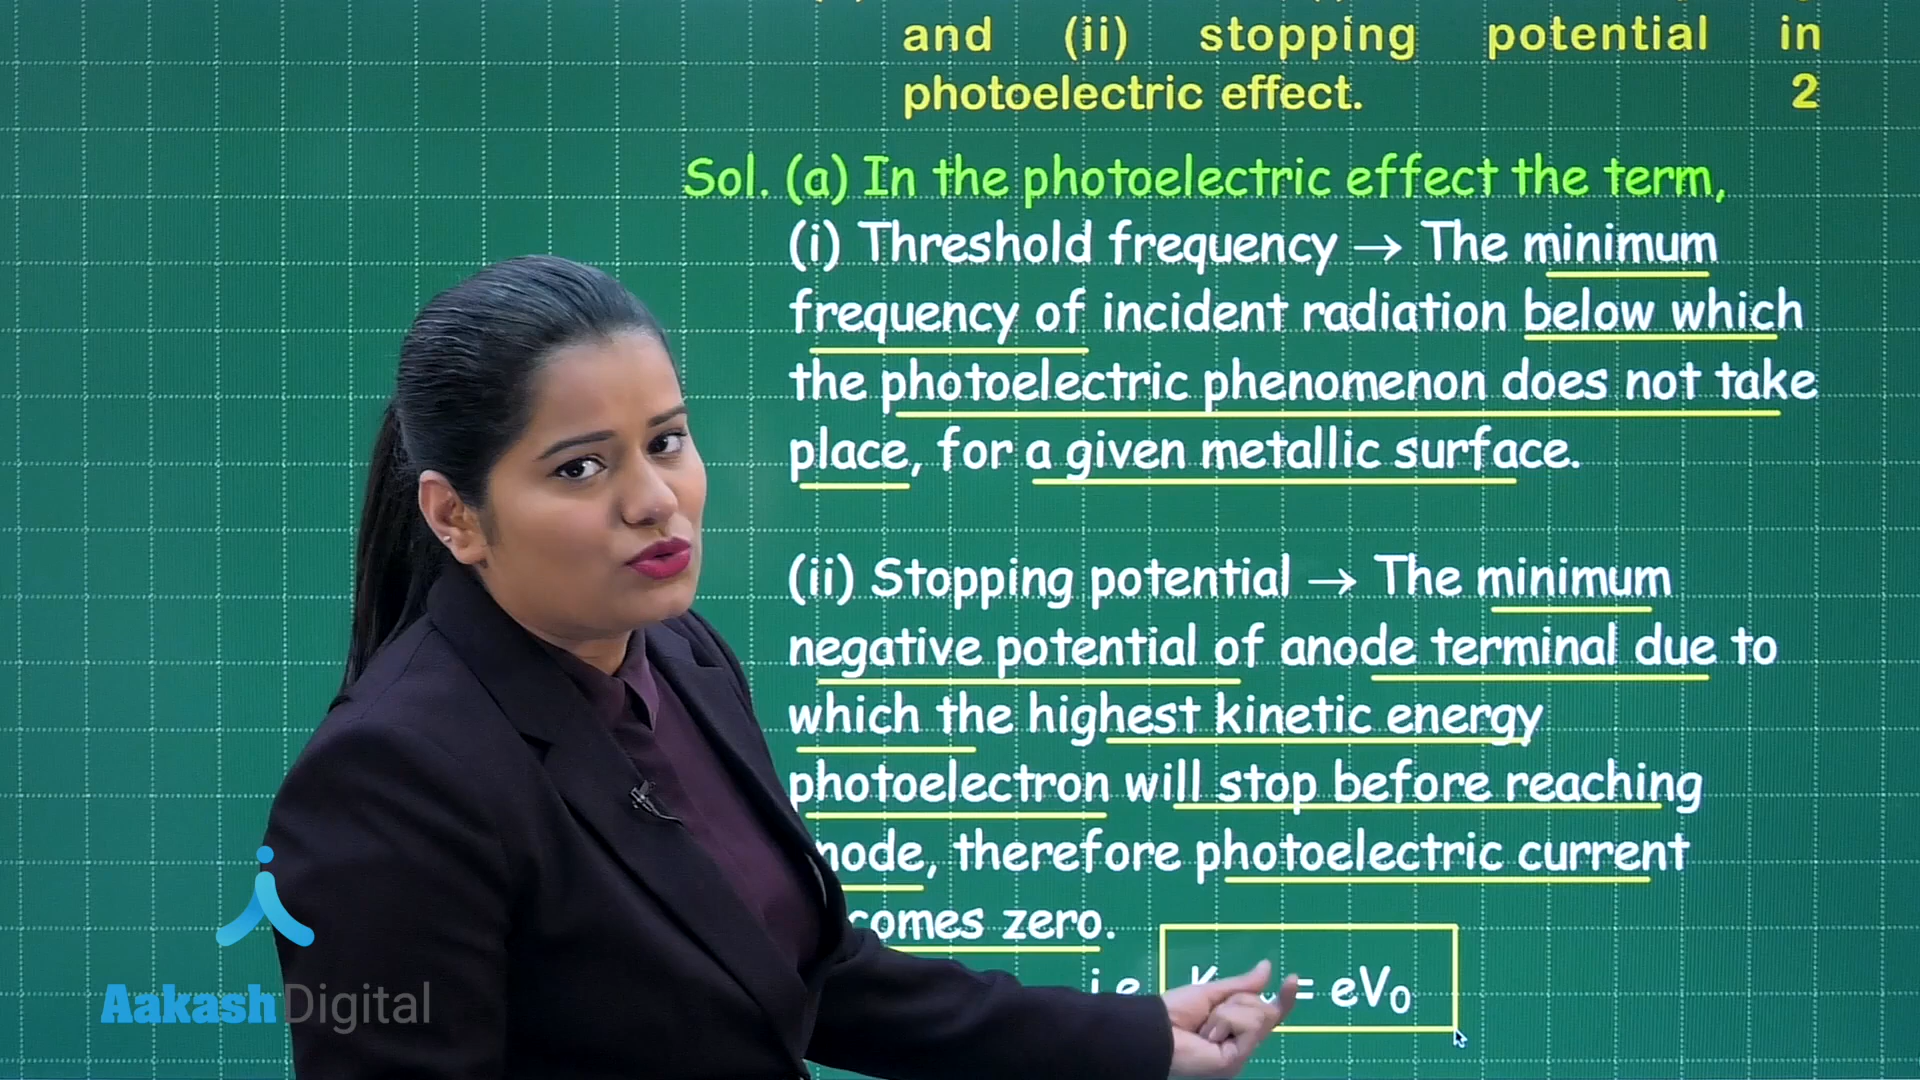 and (ii) stopping potential in
photoelectric effect. 2
Sol. (a) In the photoelectric effect the term,
(i) Threshold frequency → The minimum
frequency of incident radiation below which
the photoelectric phenomenon does not take
place, for a given metallic surface.
(ii) Stopping potential → The minimum
negative potential of anode terminal due to
which the highest kinetic energy
photoelectron will stop before reaching
node, therefore photoelectric current
comes zero.
i.e = eV₀
Aakash Digital